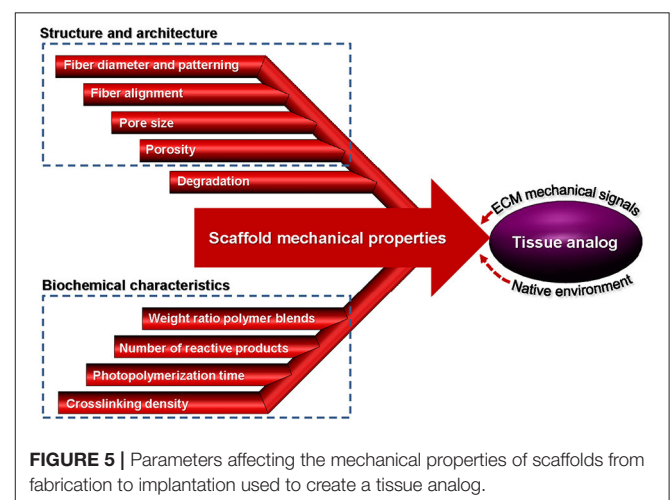 Structure and architecture
Fiber diameter and patterning
Fiber alignment
Pore size
Porosity
Degradation
Scaffold mechanical properties
ECM mechanical signals
Tissue analog
Native environment
Biochemical characteristics
Weight ratio polymer blends
Number of reactive products
Photopolymerization time
Crosslinking density
FIGURE 5 | Parameters affecting the mechanical properties of scaffolds from
fabrication to implantation used to create a tissue analog.